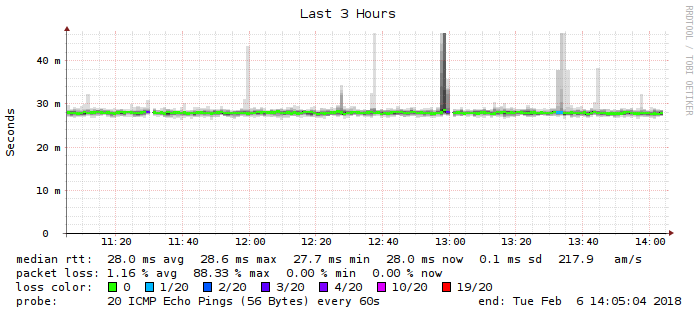 Last 3 Hours
RRDTOOL / TOBI OETIKER
Seconds
40 m
30 m
20 m
10 m
0
11:20 11:40 12:00 12:20 12:40 13:00 13:20 13:40 14:00
median rtt: 28.0 ms avg 28.6 ms max 27.7 ms min 28.0 ms now 0.1 ms sd 217.9 am/s
packet loss: 1.16 % avg 88.33 % max 0.00 % min 0.00 % now
loss color: 0 1/20 2/20 3/20 4/20 10/20 19/20
probe: 20 ICMP Echo Pings (56 Bytes) every 60s end: Tue Feb 6 14:05:04 2018